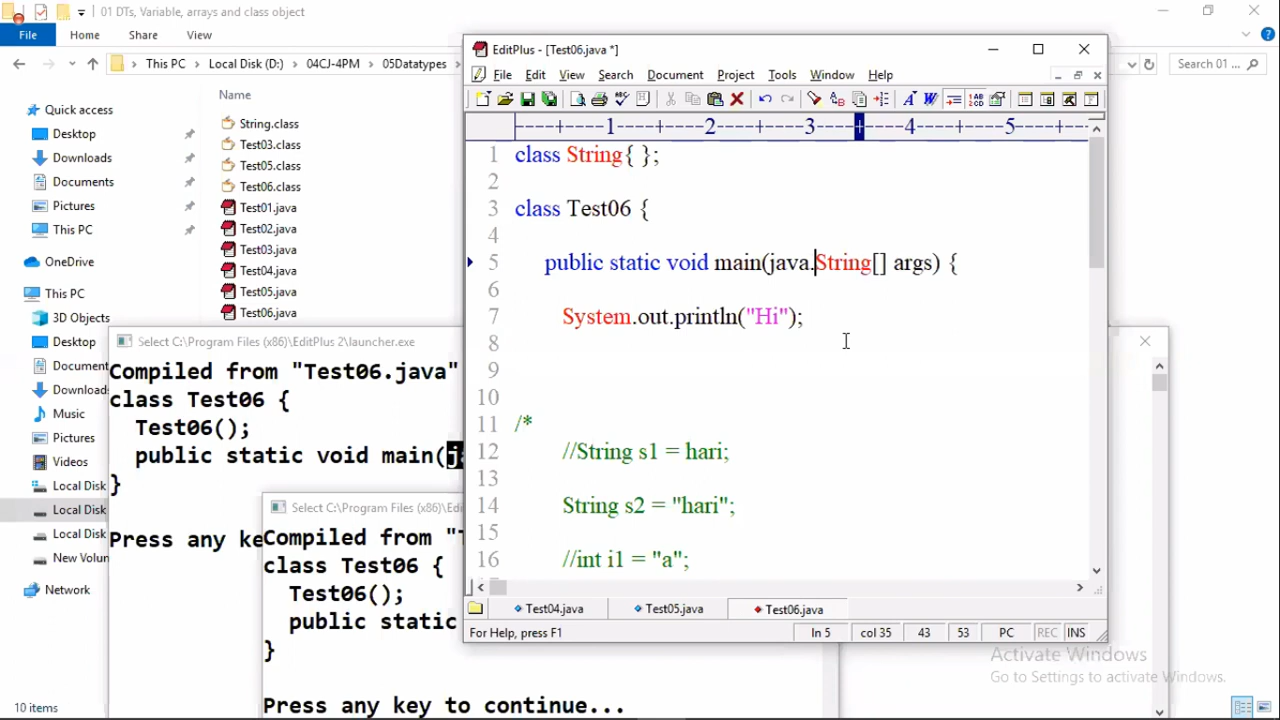 01 DTs, Variable, arrays and class object
File Home Share View
This PC Local Disk (D:) 04CJ-4PM 05Datatypes
Search 01 ...
Quick access
Desktop
Downloads
Documents
Pictures
This PC
OneDrive
This PC
3D Objects
Desktop
Document
Downloads
Music
Pictures
Videos
Local Disk
Local Disk
Local Disk
New Volun
Network
10 items
Name
String.class
Test03.class
Test05.class
Test06.class
Test01.java
Test02.java
Test03.java
Test04.java
Test05.java
Test06.java
Select C:\Program Files (x86)\EditPlus 2\launcher.exe
Compiled from "Test06.java"
class Test06 {
Test06();
public static void main(
}
Press any ke
Select C:\Program Files (x86)\Ed
Compiled from "T
class Test06 {
Test06();
public static
}
Press any key to continue...
EditPlus - [Test06.java *]
File Edit View Search Document Project Tools Window Help
----+----1----+----2----+----3----+----4----+----5----+--
1 class String{ };
2
3 class Test06 {
4
5 public static void main(java.String[] args) {
6
7 System.out.println("Hi");
8
9
10
11 /*
12 //String s1 = hari;
13
14 String s2 = "hari";
15
16 //int i1 = "a";
Test04.java Test05.java Test06.java
For Help, press F1 ln 5 col 35 43 53 PC REC INS
Activate Windows
Go to Settings to activate Windows.